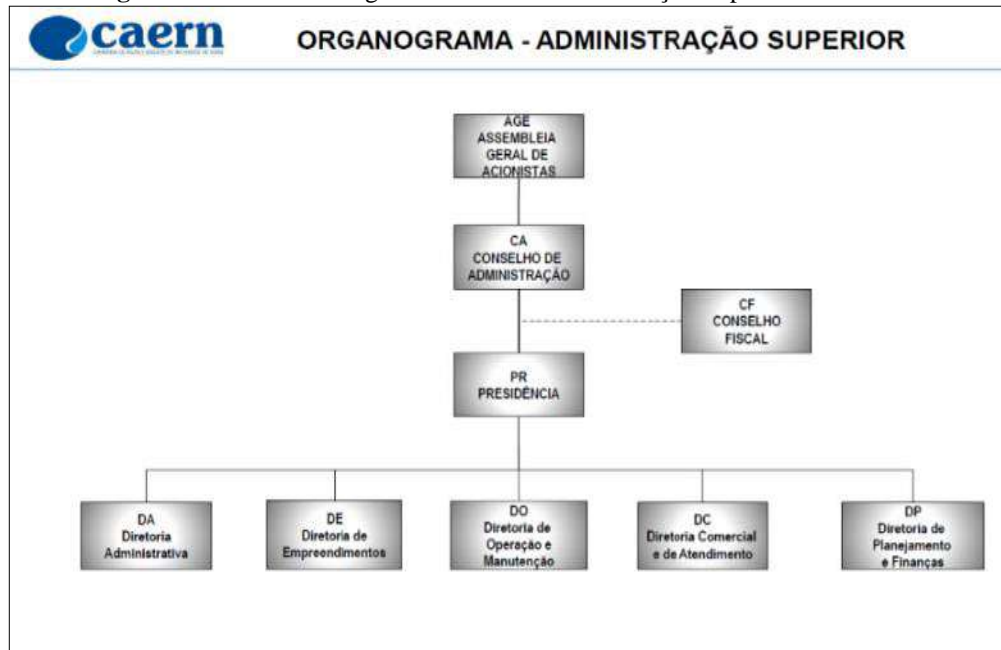 caern
ORGANOGRAMA - ADMINISTRAÇÃO SUPERIOR
AGE
ASSEMBLEIA
GERAL DE
ACIONISTAS
CA
CONSELHO DE
ADMINISTRAÇÃO
CF
CONSELHO
FISCAL
PR
PRESIDÊNCIA
DA
Diretoria
Administrativa
DE
Diretoria de
Empreendimentos
DO
Diretoria de
Operação e
Manutenção
DC
Diretoria Comercial
e de Atendimento
DP
Diretoria de
Planejamento
e Finanças